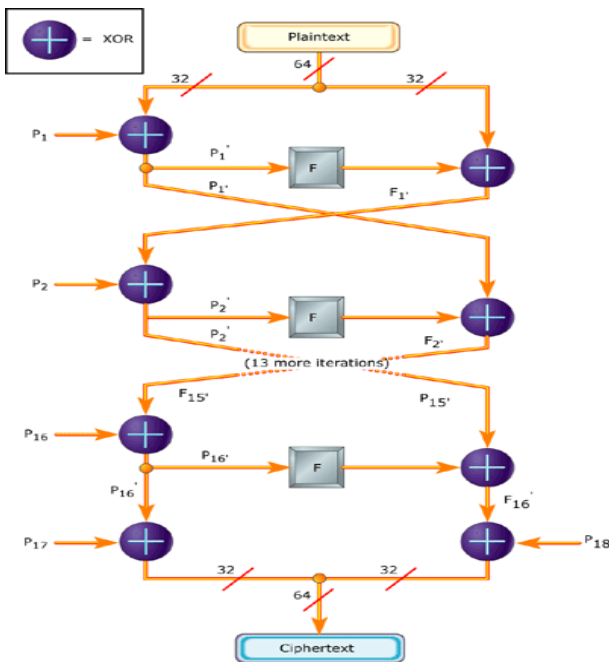 = XOR
Plaintext
64
32 32
P₁
P₁' F
P₁' F₁'
P₂
P₂' F
P₂' F₂'
(13 more iterations)
F₁₅' P₁₅'
P₁₆
P₁₆' F
P₁₆' F₁₆'
P₁₇ P₁₈
32 32
64
Ciphertext